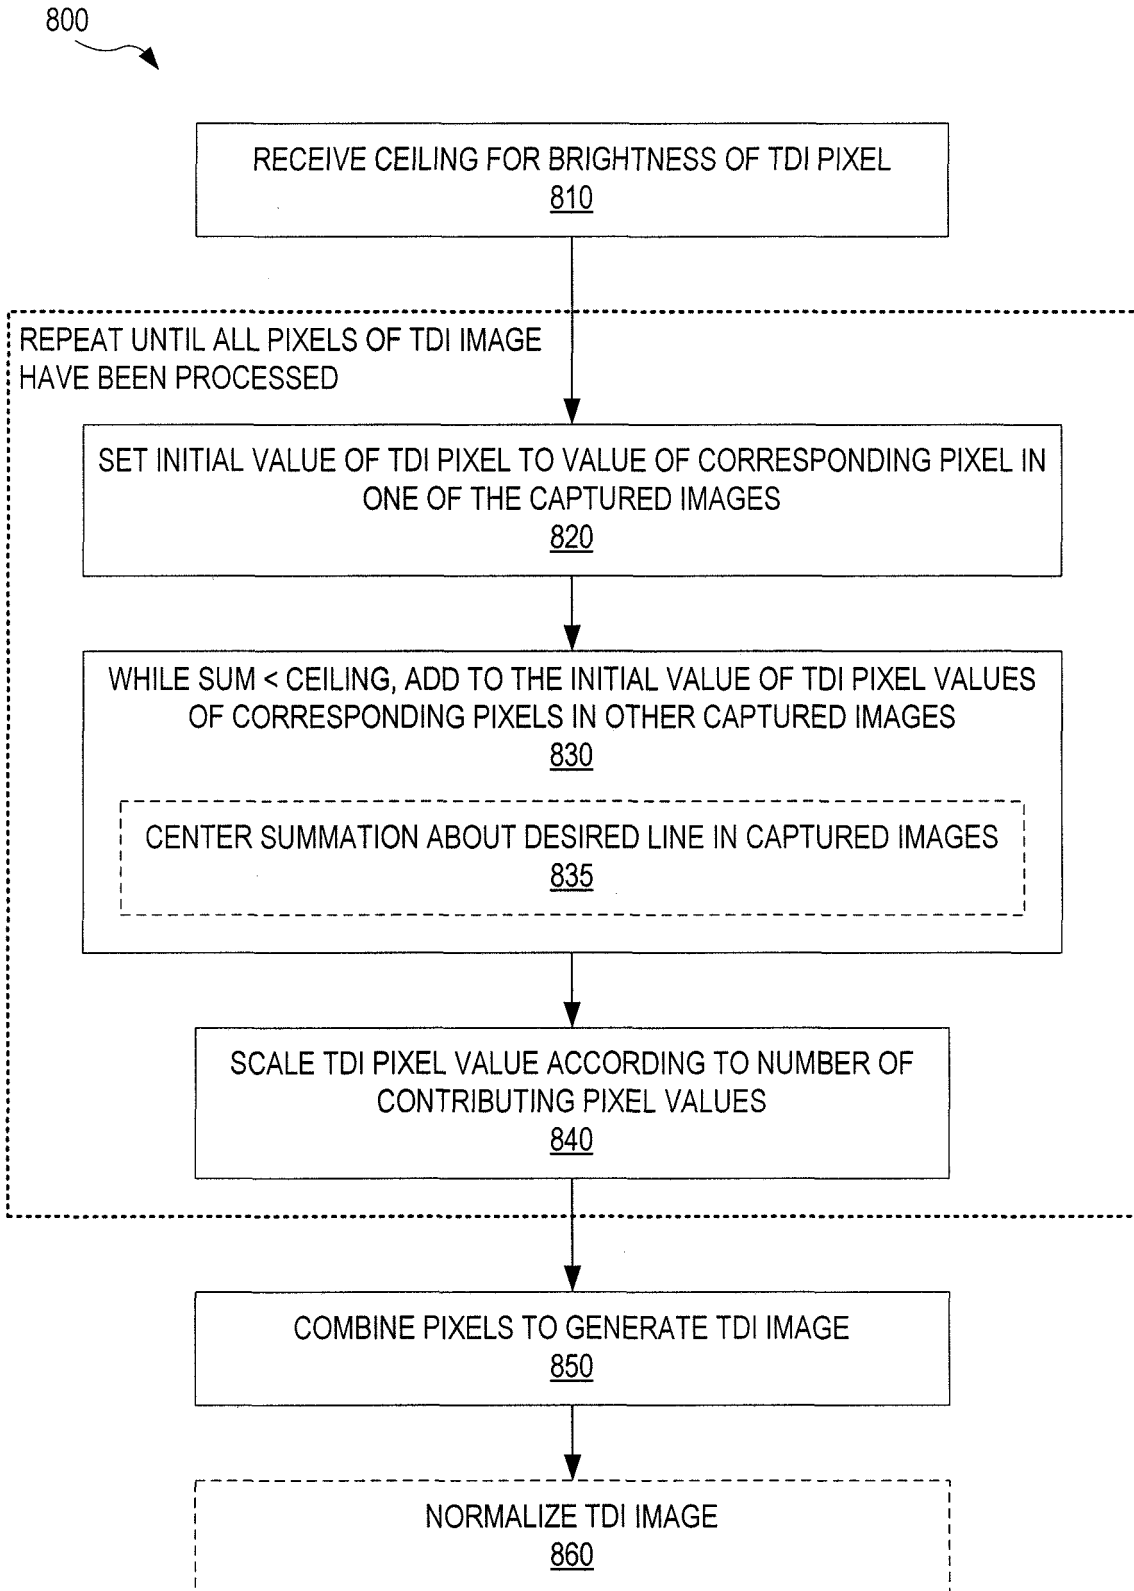 800
RECEIVE CEILING FOR BRIGHTNESS OF TDI PIXEL
810
REPEAT UNTIL ALL PIXELS OF TDI IMAGE
HAVE BEEN PROCESSED
SET INITIAL VALUE OF TDI PIXEL TO VALUE OF CORRESPONDING PIXEL IN
ONE OF THE CAPTURED IMAGES
820
WHILE SUM < CEILING, ADD TO THE INITIAL VALUE OF TDI PIXEL VALUES
OF CORRESPONDING PIXELS IN OTHER CAPTURED IMAGES
830
CENTER SUMMATION ABOUT DESIRED LINE IN CAPTURED IMAGES
835
SCALE TDI PIXEL VALUE ACCORDING TO NUMBER OF
CONTRIBUTING PIXEL VALUES
840
COMBINE PIXELS TO GENERATE TDI IMAGE
850
NORMALIZE TDI IMAGE
860